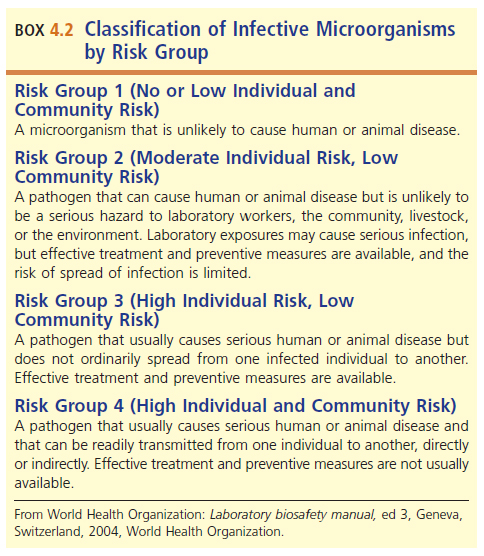 BOX 4.2 Classification of Infective Microorganisms
by Risk Group
Risk Group 1 (No or Low Individual and
Community Risk)
A microorganism that is unlikely to cause human or animal disease.
Risk Group 2 (Moderate Individual Risk, Low
Community Risk)
A pathogen that can cause human or animal disease but is unlikely to
be a serious hazard to laboratory workers, the community, livestock,
or the environment. Laboratory exposures may cause serious infection,
but effective treatment and preventive measures are available, and the
risk of spread of infection is limited.
Risk Group 3 (High Individual Risk, Low
Community Risk)
A pathogen that usually causes serious human or animal disease but
does not ordinarily spread from one infected individual to another.
Effective treatment and preventive measures are available.
Risk Group 4 (High Individual and Community Risk)
A pathogen that usually causes serious human or animal disease and
that can be readily transmitted from one individual to another, directly
or indirectly. Effective treatment and preventive measures are not usually
available.
From World Health Organization: Laboratory biosafety manual, ed 3, Geneva,
Switzerland, 2004, World Health Organization.